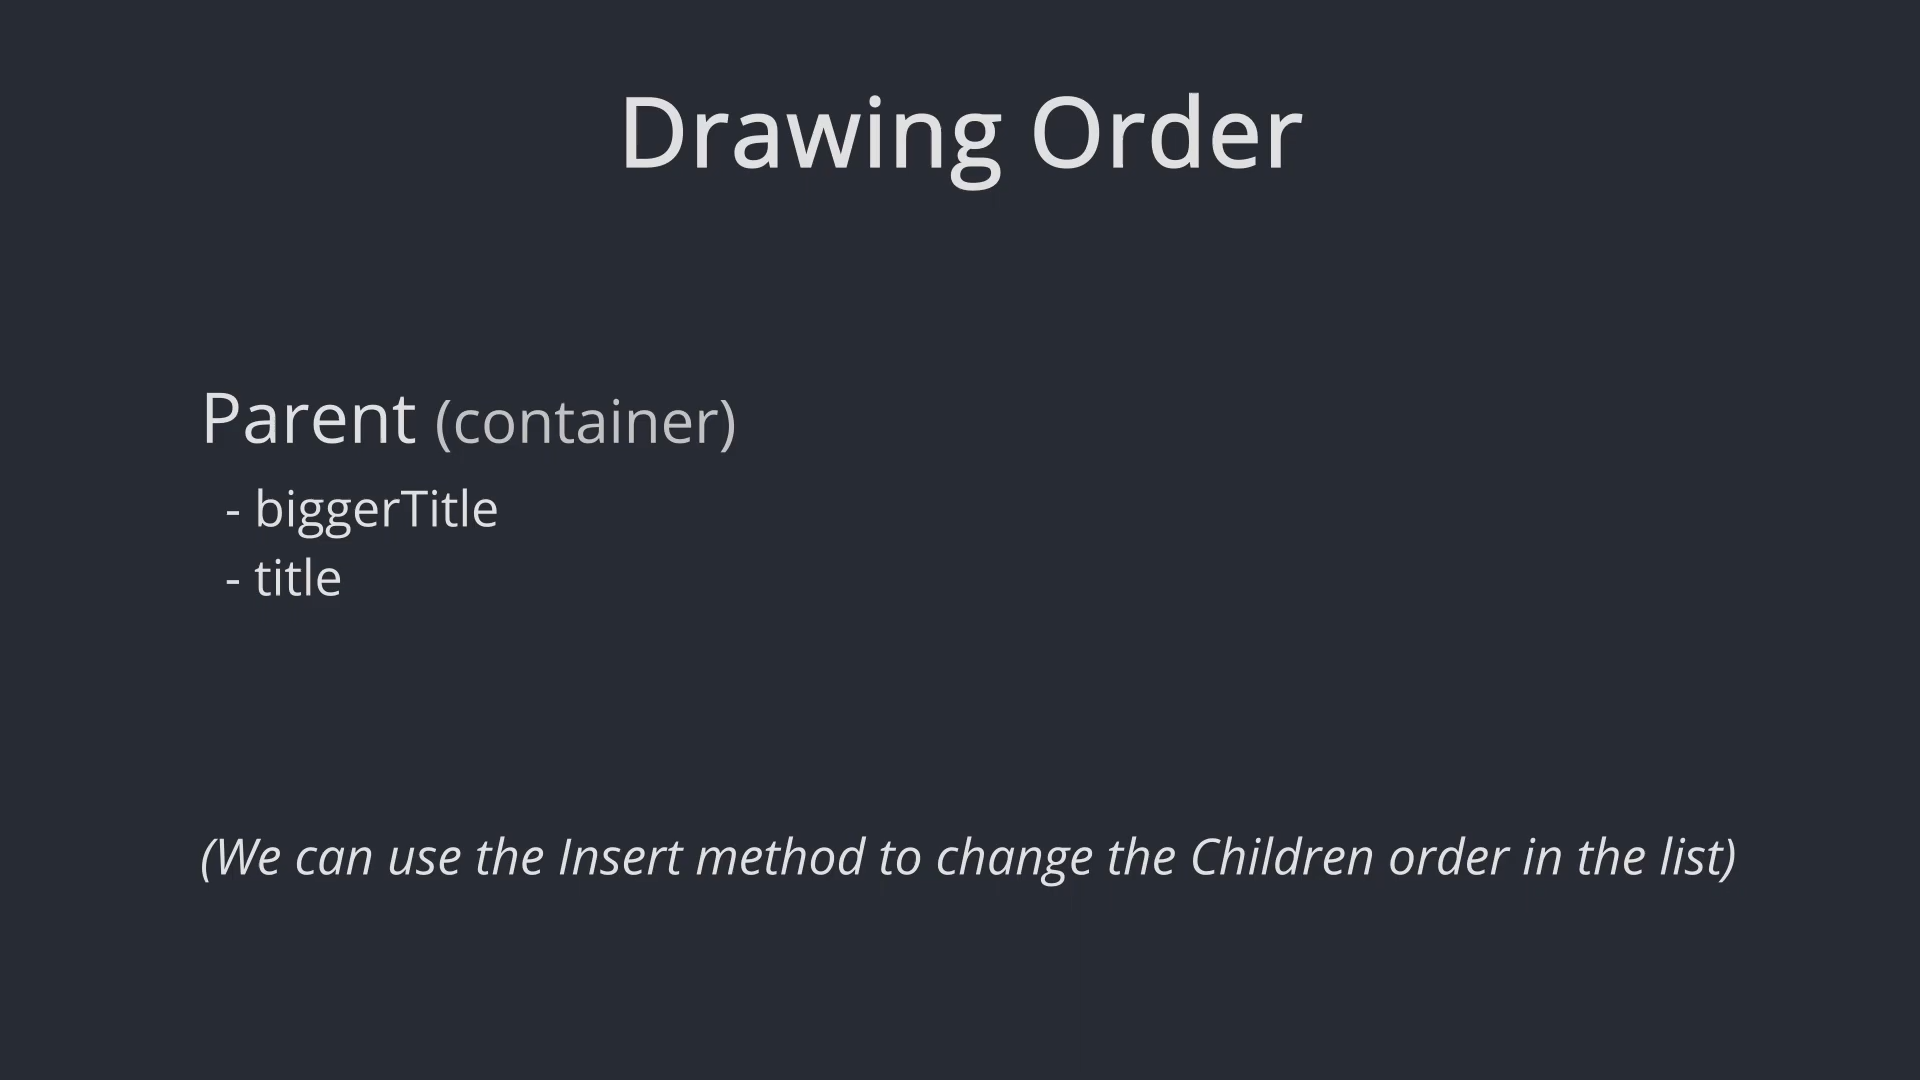 Drawing Order
Parent (container)
- biggerTitle
- title
(We can use the Insert method to change the Children order in the list)